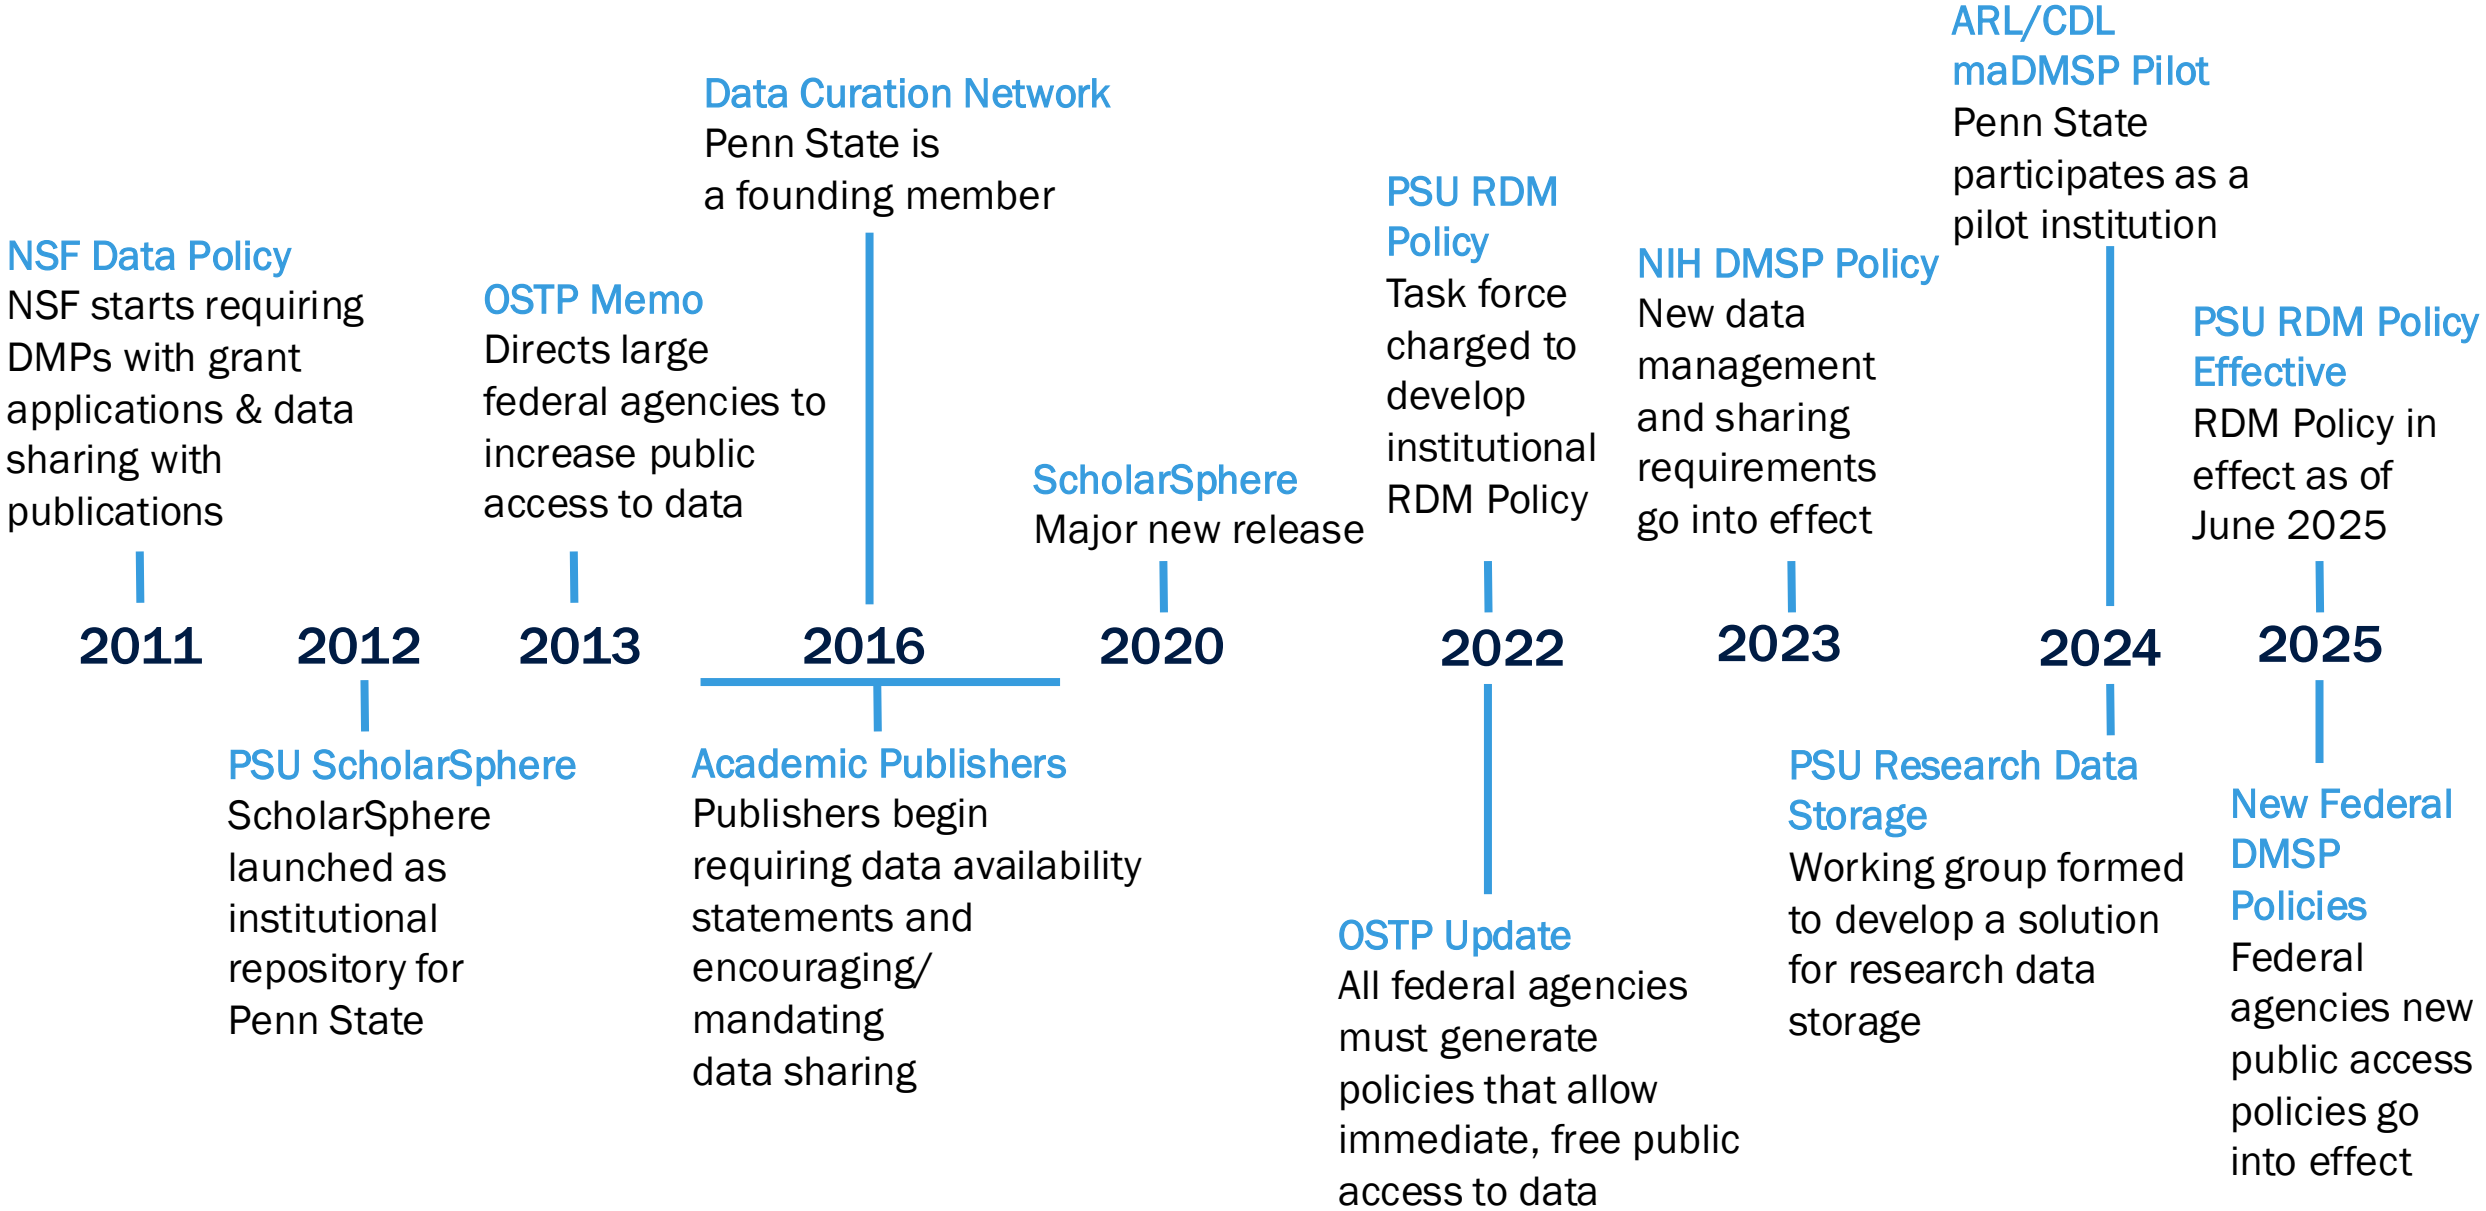 NSF Data Policy
NSF starts requiring
DMPs with grant
applications & data
sharing with
publications
2011
2012
PSU ScholarSphere
ScholarSphere
launched as
institutional
repository for
Penn State
OSTP Memo
Directs large
federal agencies to
increase public
access to data
2013
Data Curation Network
Penn State is
a founding member
2016
Academic Publishers
Publishers begin
requiring data availability
statements and
encouraging/
mandating
data sharing
ScholarSphere
Major new release
2020
PSU RDM
Policy
Task force
charged to
develop
institutional
RDM Policy
2022
OSTP Update
All federal agencies
must generate
policies that allow
immediate, free public
access to data
NIH DMSP Policy
New data
management
and sharing
requirements
go into effect
2023
ARL/CDL
maDMSP Pilot
Penn State
participates as a
pilot institution
2024
PSU Research Data
Storage
Working group formed
to develop a solution
for research data
storage
PSU RDM Policy
Effective
RDM Policy in
effect as of
June 2025
2025
New Federal
DMSP
Policies
Federal
agencies new
public access
policies go
into effect